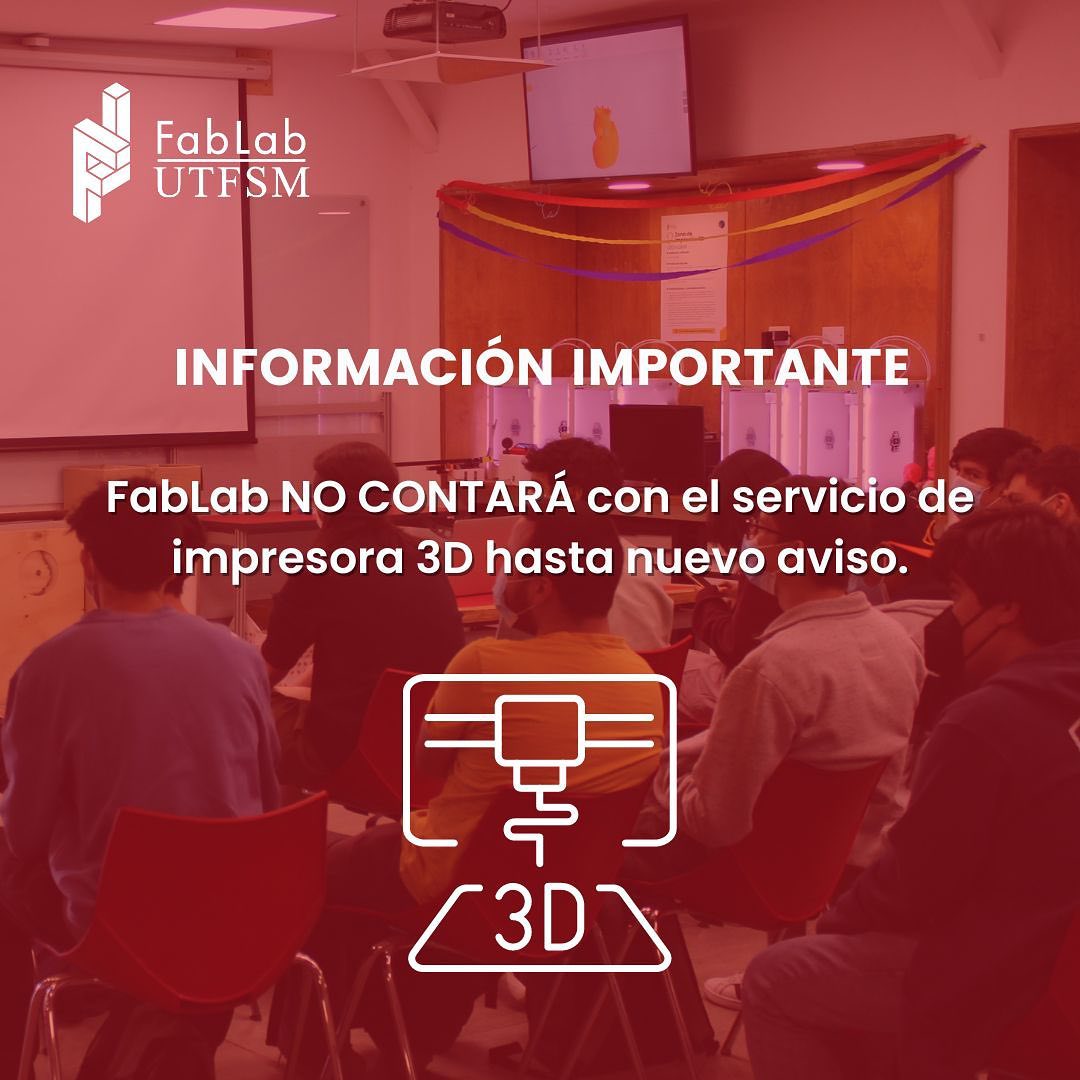 FabLab
UTFSM
INFORMACIÓN IMPORTANTE
FabLab NO CONTARÁ con el servicio de
impresora 3D hasta nuevo aviso.
3D